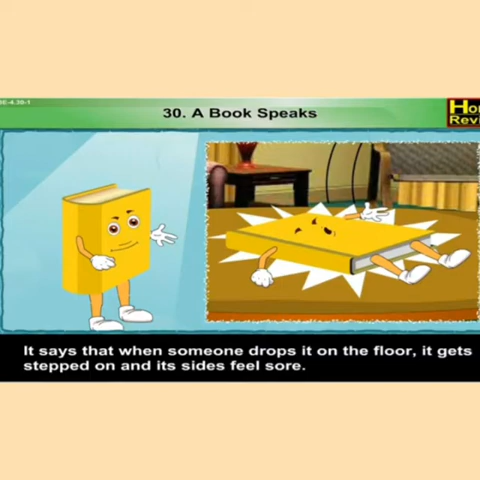 30. A Book Speaks
It says that when someone drops it on the floor, it gets
stepped on and its sides feel sore.